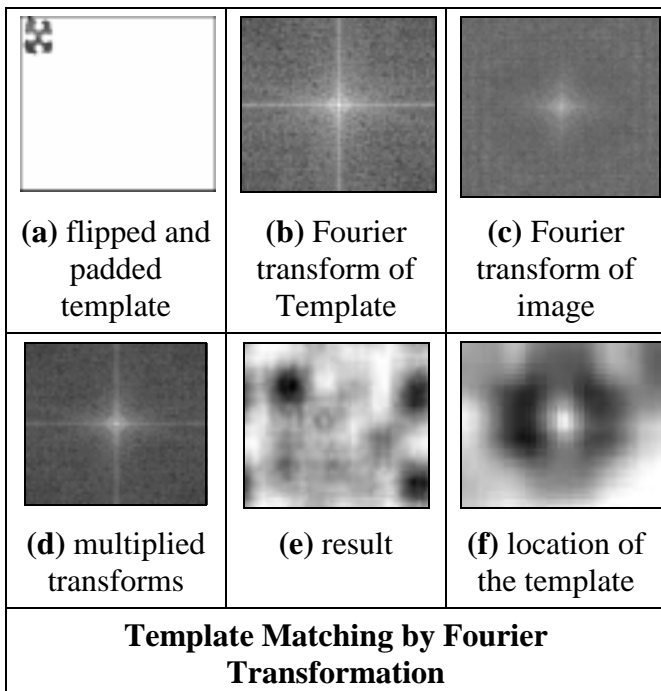 (a) flipped and
padded
template
(b) Fourier
transform of
Template
(c) Fourier
transform of
image
(d) multiplied
transforms
(e) result
(f) location of
the template
Template Matching by Fourier
Transformation